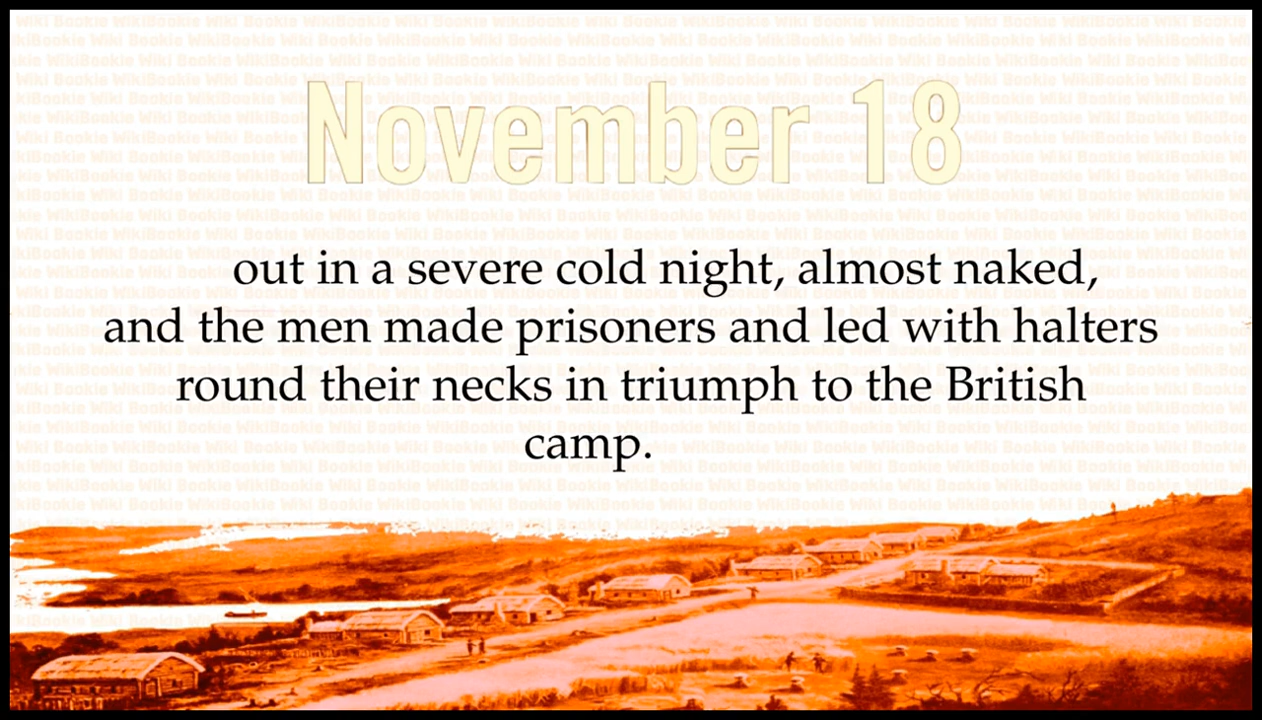 November 18
out in a severe cold night, almost naked,
and the men made prisoners and led with halters
round their necks in triumph to the British
camp.